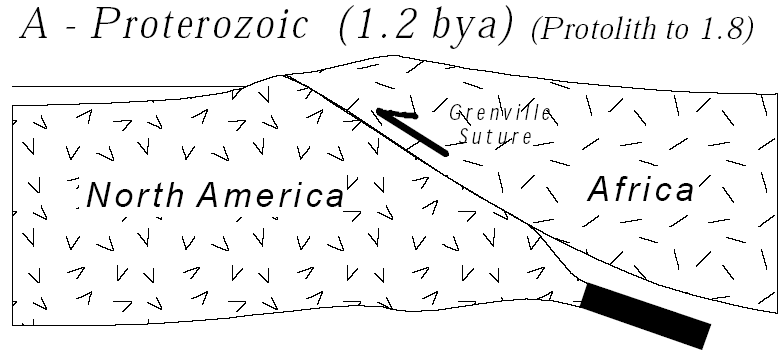 A - Proterozoic (1.2 bya) (Protolith to 1.8)
Grenville
Suture
North America
Africa